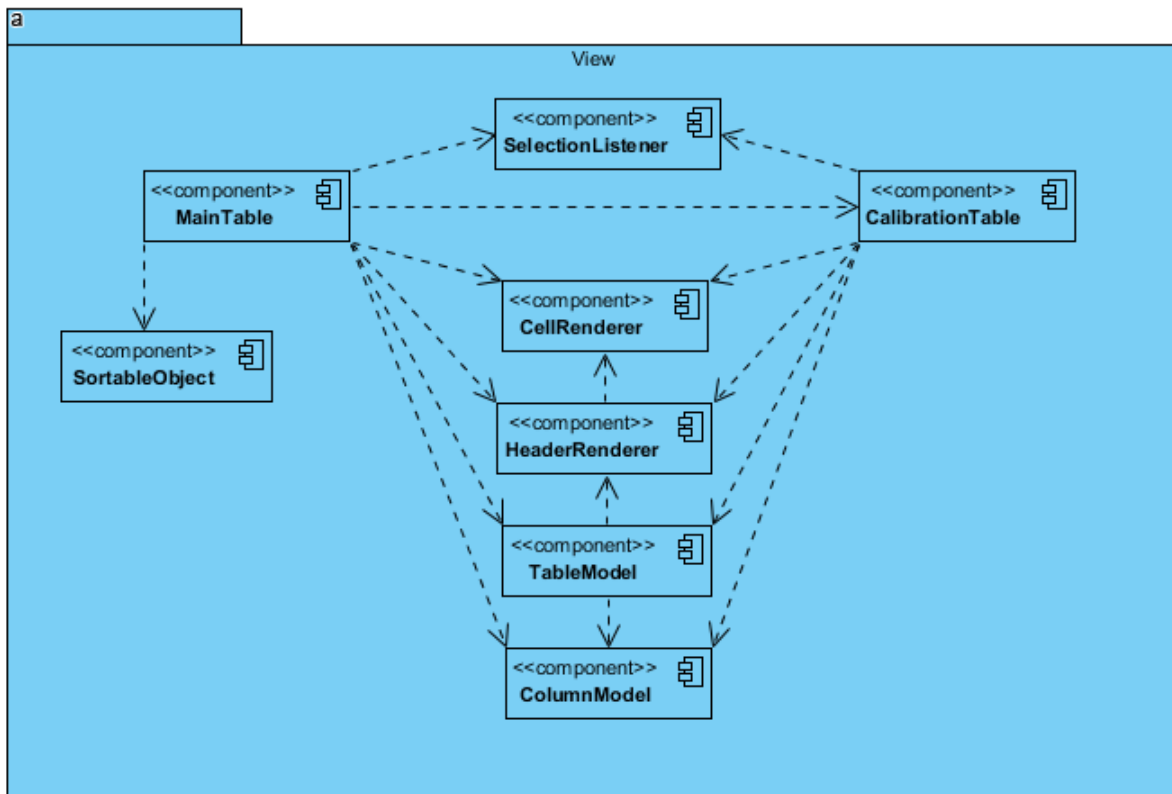 a
View
<<component>>
SelectionListener
<<component>>
MainTable
<<component>>
CalibrationTable
<<component>>
CellRenderer
<<component>>
SortableObject
<<component>>
HeaderRenderer
<<component>>
TableModel
<<component>>
ColumnModel